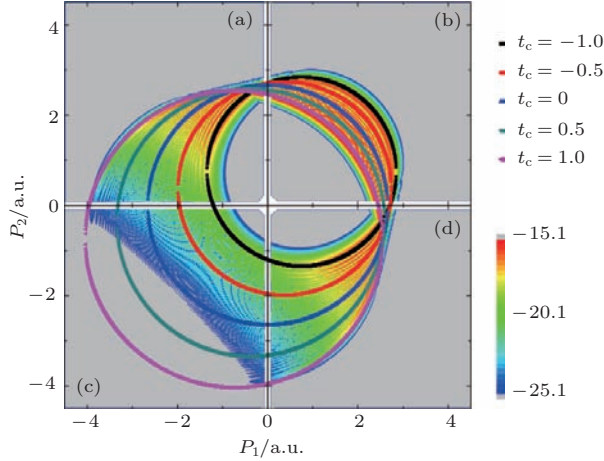 (a)
(b)
4
2
0
−2
−4
P2/a.u.
(d)
(c)
−4
−2
0
2
4
P1/a.u.
tc = −1.0
tc = −0.5
tc = 0
tc = 0.5
tc = 1.0
−15.1
−20.1
−25.1